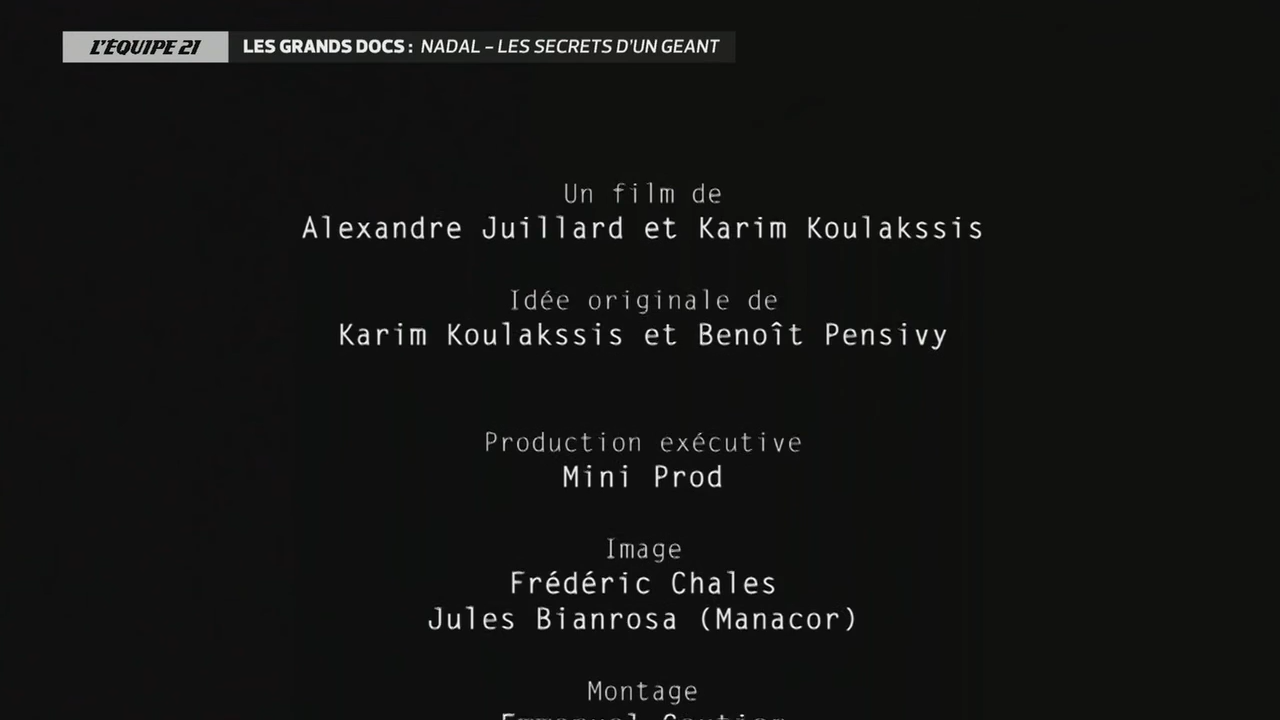 L'ÉQUIPE 21
LES GRANDS DOCS : NADAL – LES SECRETS D'UN GEANT
Un film de
Alexandre Juillard et Karim Koulakssis
Idée originale de
Karim Koulakssis et Benoît Pensivy
Production exécutive
Mini Prod
Image
Frédéric Chales
Jules Bianrosa (Manacor)
Montage